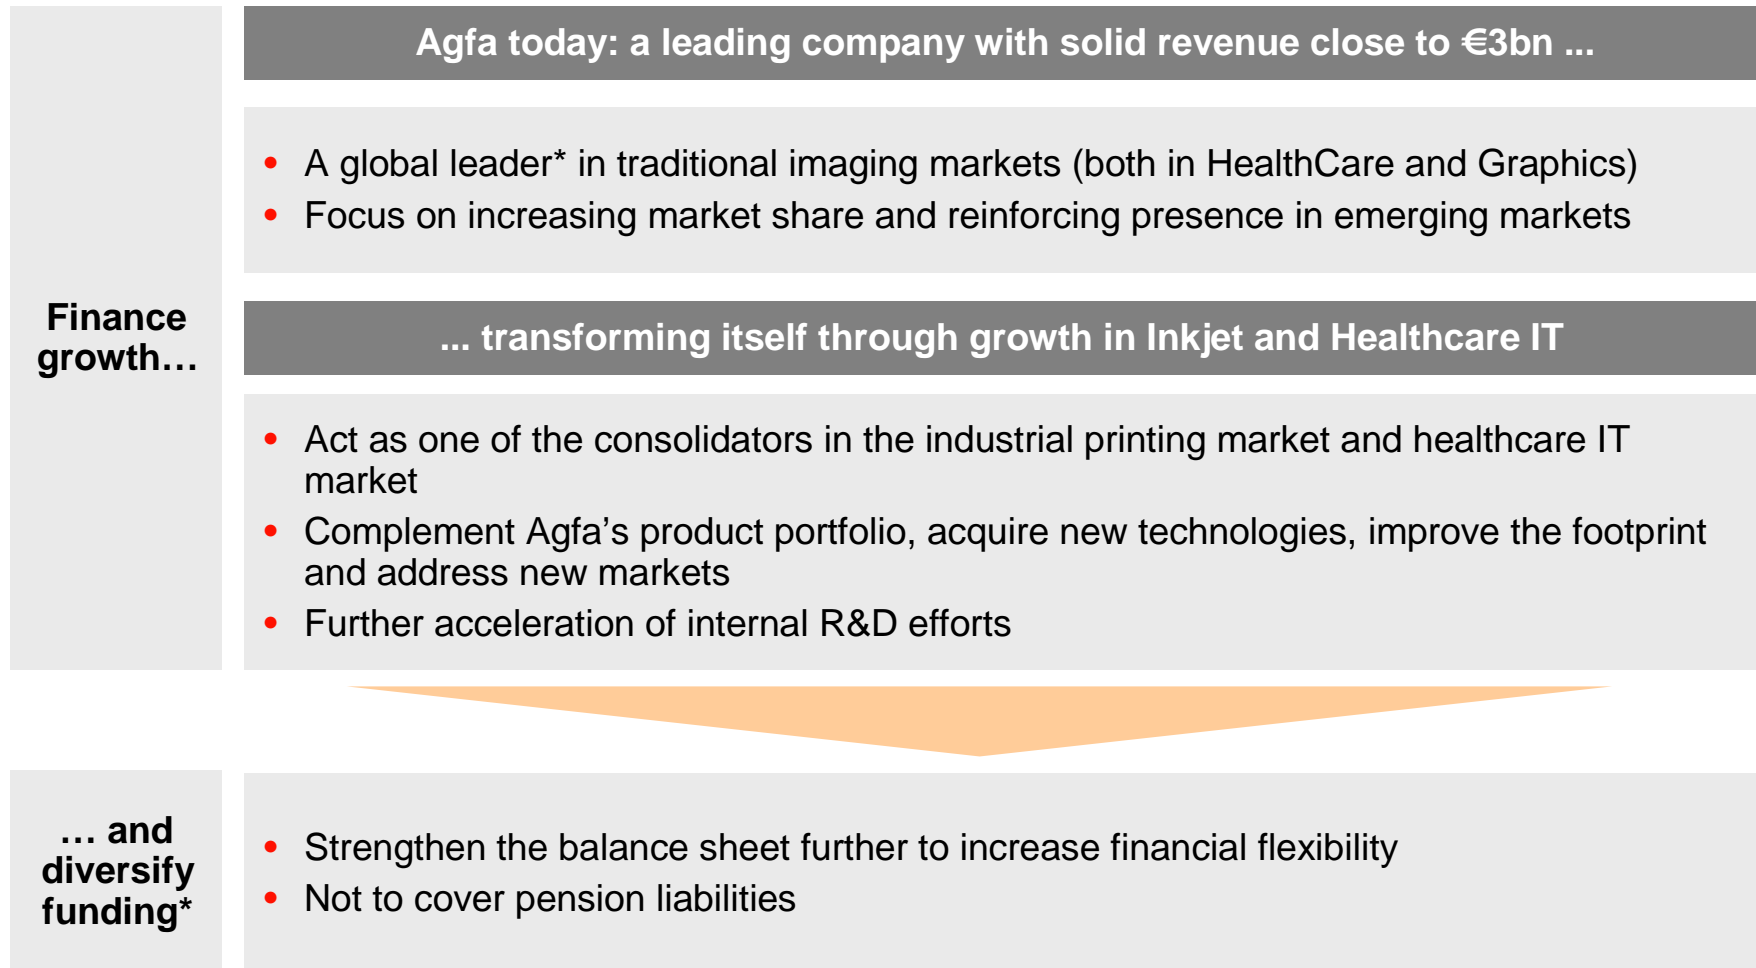 Agfa today: a leading company with solid revenue close to €3bn ...
• A global leader* in traditional imaging markets (both in HealthCare and Graphics)
• Focus on increasing market share and reinforcing presence in emerging markets
Finance
growth…
... transforming itself through growth in Inkjet and Healthcare IT
• Act as one of the consolidators in the industrial printing market and healthcare IT
market
• Complement Agfa’s product portfolio, acquire new technologies, improve the footprint
and address new markets
• Further acceleration of internal R&D efforts
… and
diversify
funding*
• Strengthen the balance sheet further to increase financial flexibility
• Not to cover pension liabilities